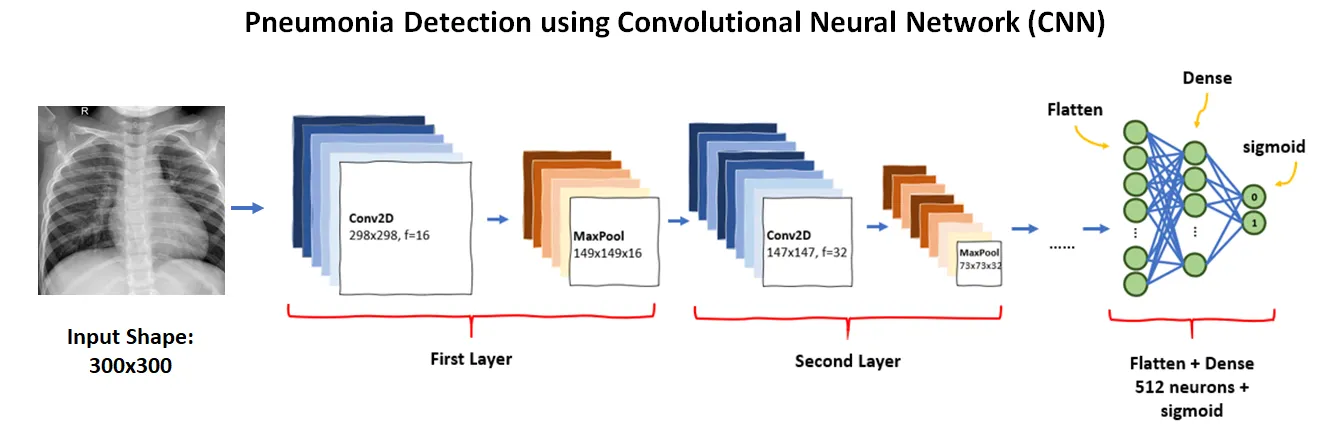 Pneumonia Detection using Convolutional Neural Network (CNN)
R
Input Shape:
300x300
Conv2D
298x298, f=16
MaxPool
149x149x16
First Layer
Conv2D
147x147, f=32
MaxPool
73x73x32
Second Layer
......
Flatten
Dense
sigmoid
0
1
Flatten + Dense
512 neurons +
sigmoid